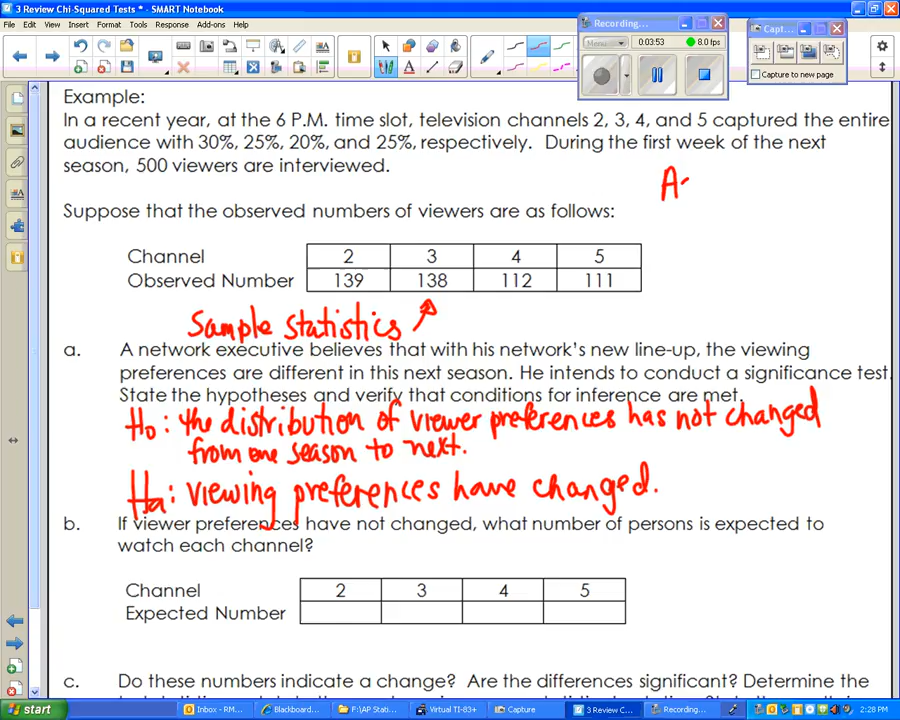 3 Review Chi-Squared Tests * - SMART Notebook
File Edit View Insert Format Tools Response Add-ons Help
Recording...
Menu 0:03:53 8.0 fps
Capt...
Capture to new page
Example:
In a recent year, at the 6 P.M. time slot, television channels 2, 3, 4, and 5 captured the entire
audience with 30%, 25%, 20%, and 25%, respectively. During the first week of the next
season, 500 viewers are interviewed.
A
Suppose that the observed numbers of viewers are as follows:
Channel 2 3 4 5
Observed Number 139 138 112 111
Sample statistics
a. A network executive believes that with his network's new line-up, the viewing
preferences are different in this next season. He intends to conduct a significance test.
State the hypotheses and verify that conditions for inference are met.
Ho: the distribution of viewer preferences has not changed
from one season to next.
Ha: viewing preferences have changed.
b. If viewer preferences have not changed, what number of persons is expected to
watch each channel?
Channel 2 3 4 5
Expected Number
c. Do these numbers indicate a change? Are the differences significant? Determine the
start Inbox - RM... Blackboard... F:\AP Stati... Virtual TI-83+ Capture 3 Review C... Recording... 2:28 PM